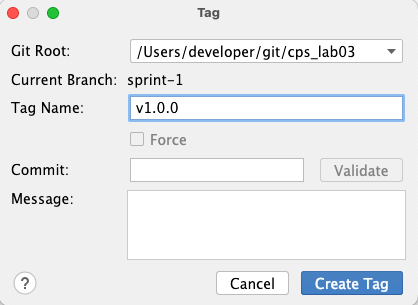 Tag
Git Root: /Users/developer/git/cps_lab03
Current Branch: sprint-1
Tag Name: v1.0.0
Force
Commit: Validate
Message:
? Cancel Create Tag